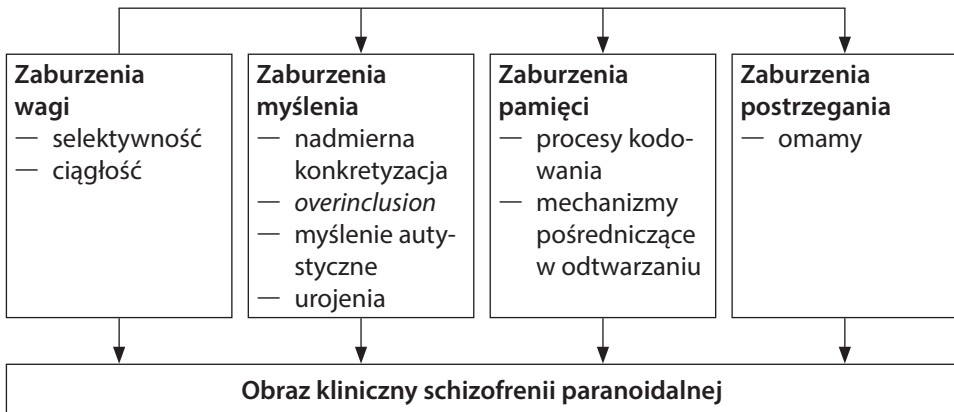 Zaburzenia
wagi
— selektywność
— ciągłość
Zaburzenia
myślenia
— nadmierna
konkretyzacja
— overinclusion
— myślenie auty-
styczne
— urojenia
Zaburzenia
pamięci
— procesy kodo-
wania
— mechanizmy
pośredniczące
w odtwarzaniu
Zaburzenia
postrzegania
— omamy
Obraz kliniczny schizofrenii paranoidalnej